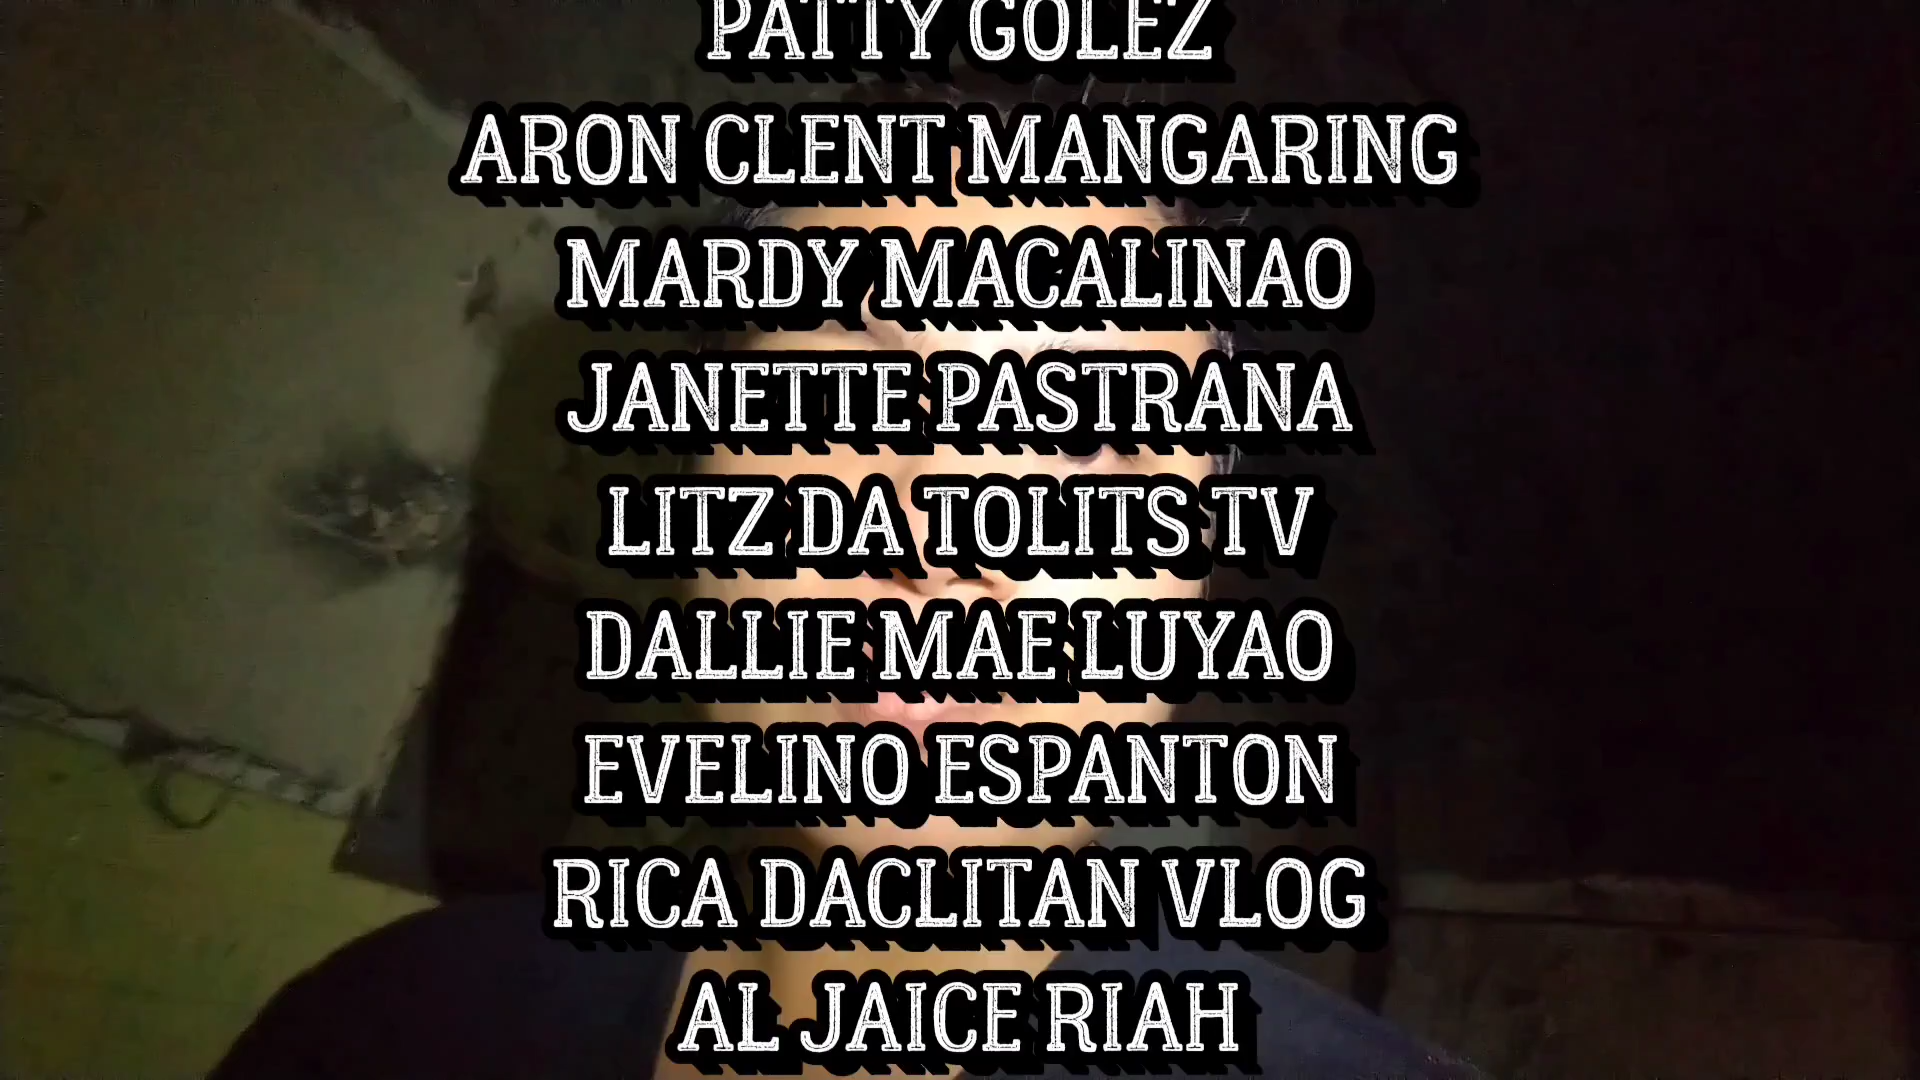 PATTY GOLEZ
ARON CLENT MANGARING
MARDY MACALINAO
JANETTE PASTRANA
LITZ DA TOLITS TV
DALLIE MAE LUYAO
EVELINO ESPANTON
RICA DACLITAN VLOG
AL JAICE RIAH